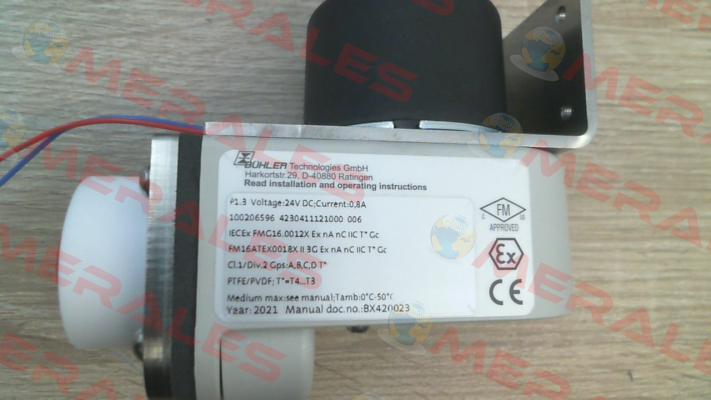 BÜHLER Technologies GmbH
Harkortstr.29, D-40880 Ratingen
Read installation and operating instructions
P1.3 Voltage:24V DC;Current:0,8A
100206596 4230411121000 006
IECEx FMG16.0012X Ex nA nC IIC T* Gc
FM16ATEX0018X II 3G Ex nA nC IIC T* Gc
Cl.1/Div.2 Gps:A,B,C,D T*
PTFE/PVDF; T*=T4...T3
Medium max:see manual;Tamb:0°C-50°C
Year: 2021 Manual doc.no.:BX420023
C FM US
APPROVED
Ex
CE
MERALES
MERALES
MERALES
MERALES
MERALES
MERALES